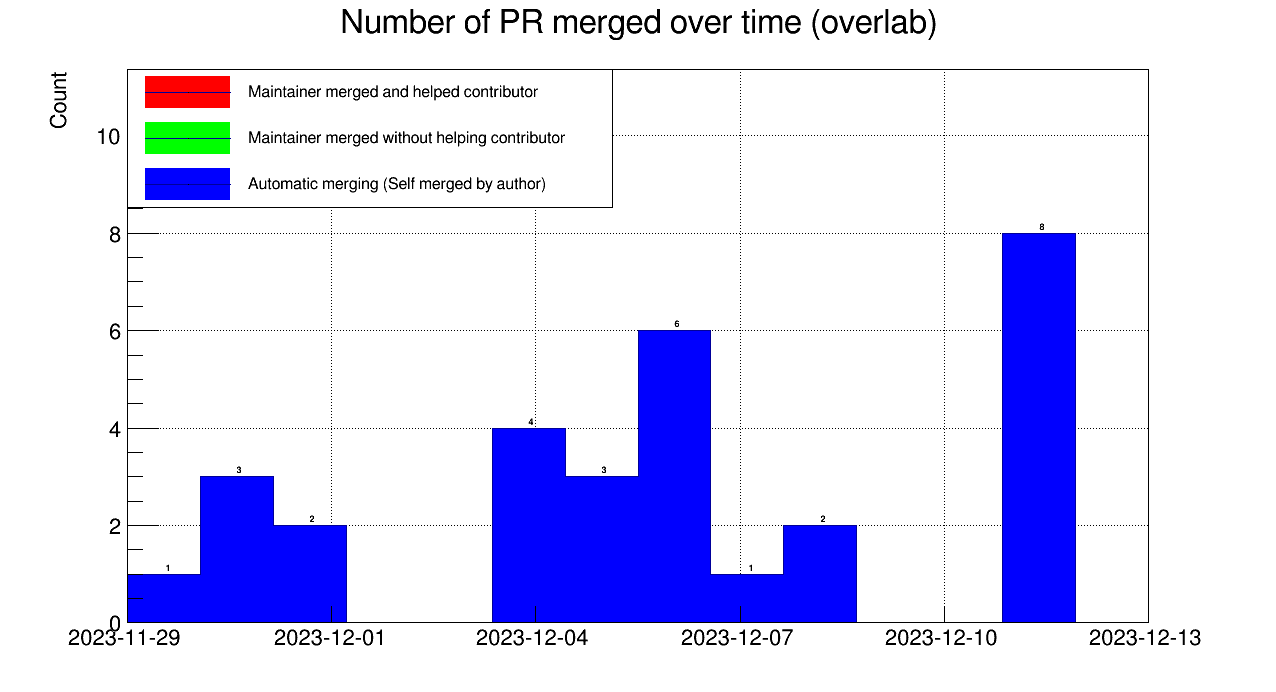 Number of PR merged over time (overlab)
Count
Maintainer merged and helped contributor
Maintainer merged without helping contributor
Automatic merging (Self merged by author)
10
8
6
4
2
0
1
3
2
4
3
6
1
2
8
2023-11-29 2023-12-01 2023-12-04 2023-12-07 2023-12-10 2023-12-13